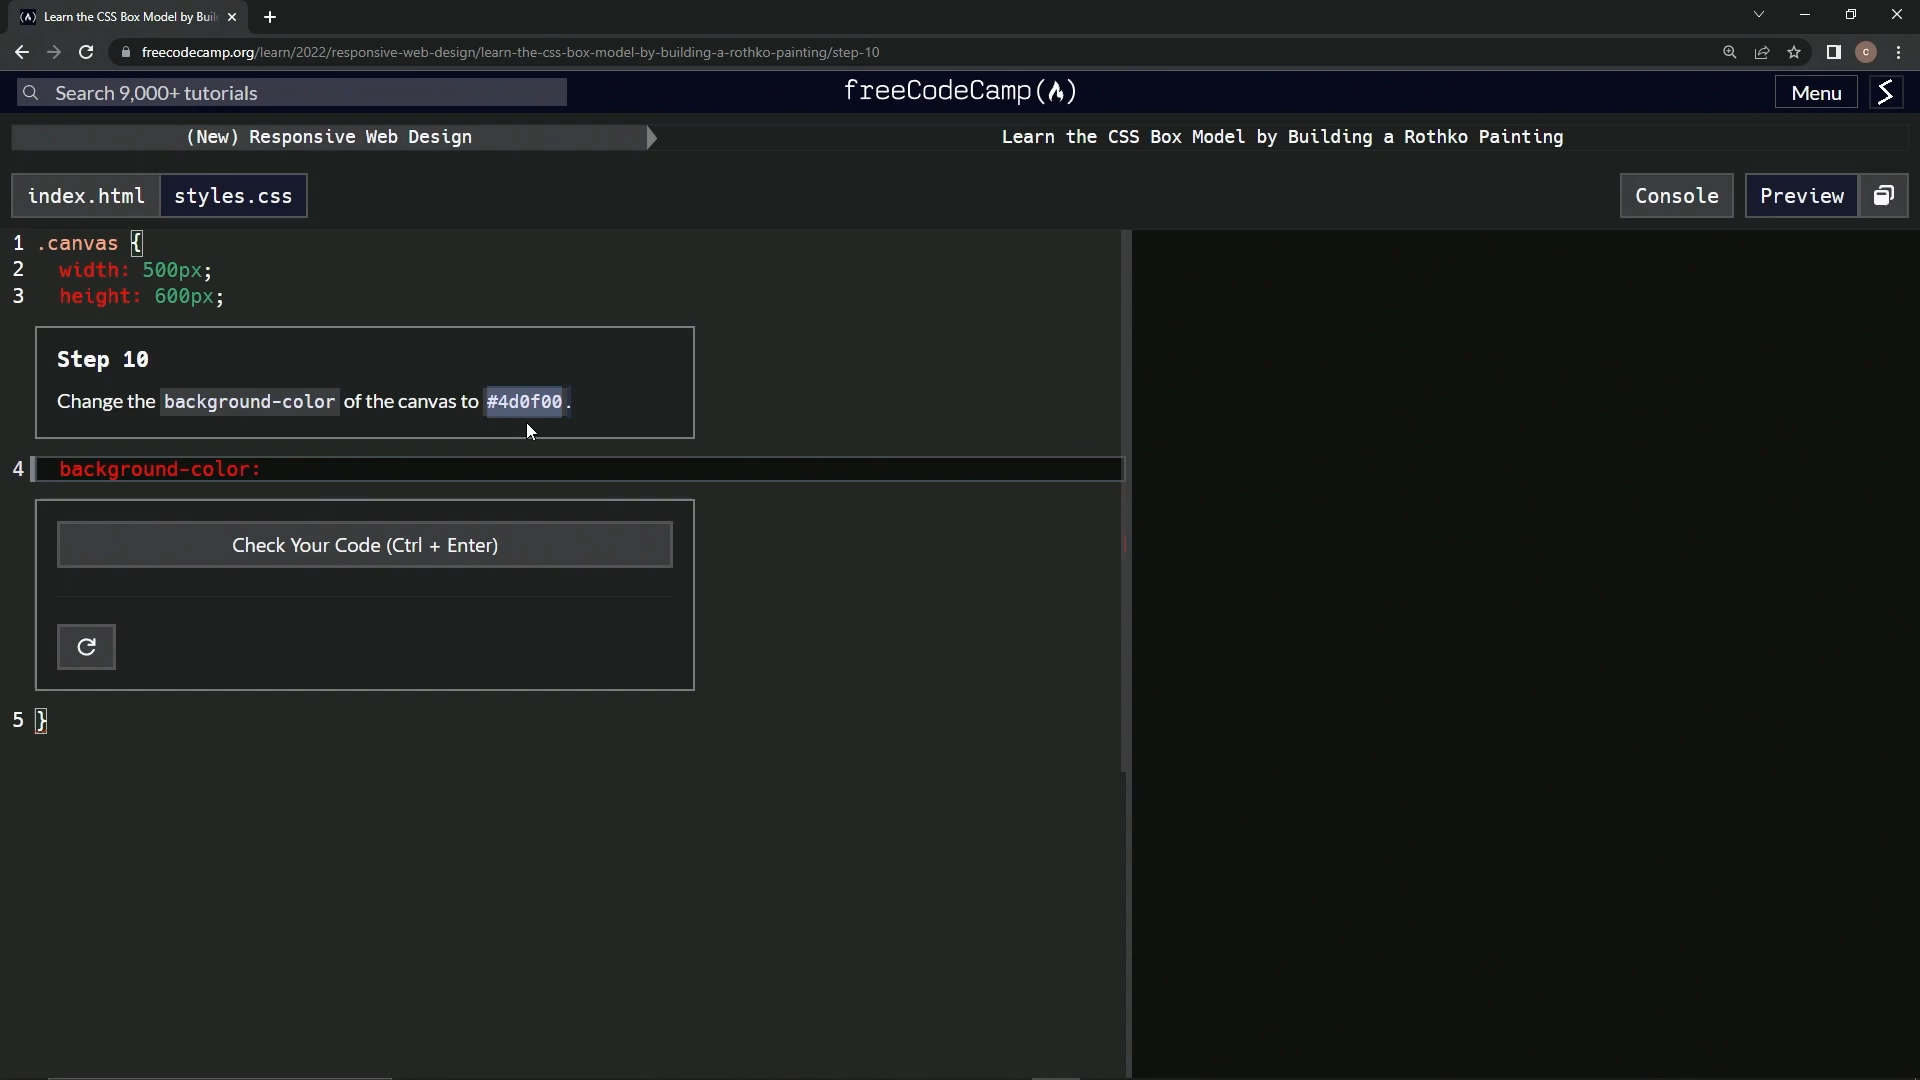 Learn the CSS Box Model by Buil
freecodecamp.org/learn/2022/responsive-web-design/learn-the-css-box-model-by-building-a-rothko-painting/step-10
C
Search 9,000+ tutorials
freeCodeCamp
Menu
(New) Responsive Web Design
Learn the CSS Box Model by Building a Rothko Painting
index.html
styles.css
Console
Preview
1 .canvas {
2 width: 500px;
3 height: 600px;
Step 10
Change the background-color of the canvas to #4d0f00.
4 background-color:
Check Your Code (Ctrl + Enter)
5 }